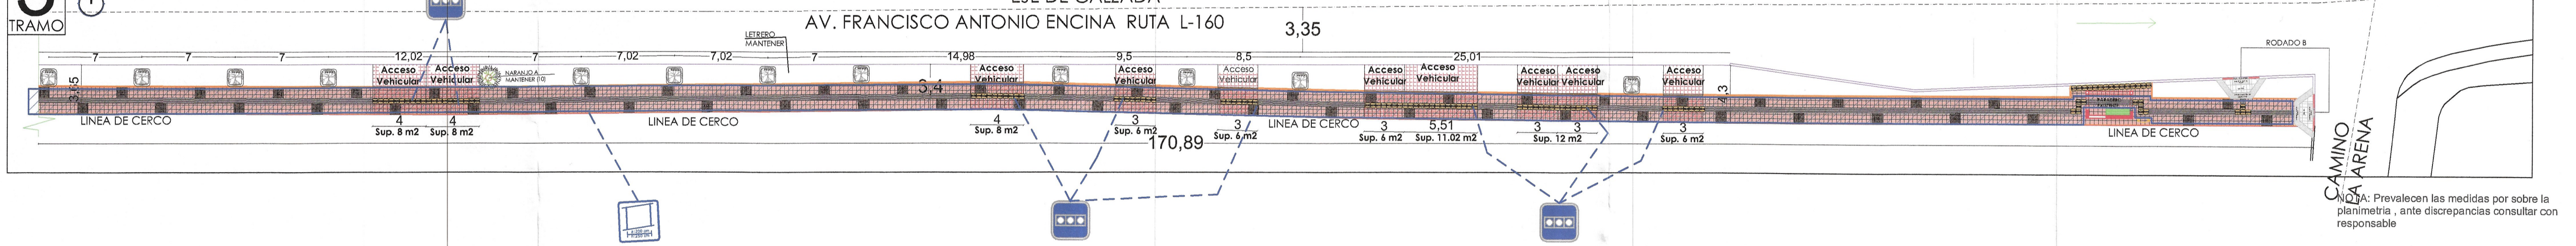 TRAMO
AV. FRANCISCO ANTONIO ENCINA RUTA L-160
3,35
RODADO B
LETRERO
MANTENER
7
7
7
12,02
7
7,02
7,02
7
14,98
9,5
8,5
25,01
Acceso
Vehicular
Acceso
Vehicular
NARANJO A
MANTENER (10)
Acceso
Vehicular
Acceso
Vehicular
Acceso
Vehicular
Acceso
Vehicular
Acceso
Vehicular
Acceso
Vehicular
Acceso
Vehicular
Acceso
Vehicular
3,65
3,4
4,3
LINEA DE CERCO
4
Sup. 8 m2
4
Sup. 8 m2
LINEA DE CERCO
4
Sup. 8 m2
3
Sup. 6 m2
3
Sup. 6 m2
LINEA DE CERCO
3
Sup. 6 m2
5,51
Sup. 11.02 m2
3
3
Sup. 12 m2
3
Sup. 6 m2
LINEA DE CERCO
170,89
CAMINO
LA ARENA
NOTA: Prevalecen las medidas por sobre la
planimetria , ante discrepancias consultar con
responsable